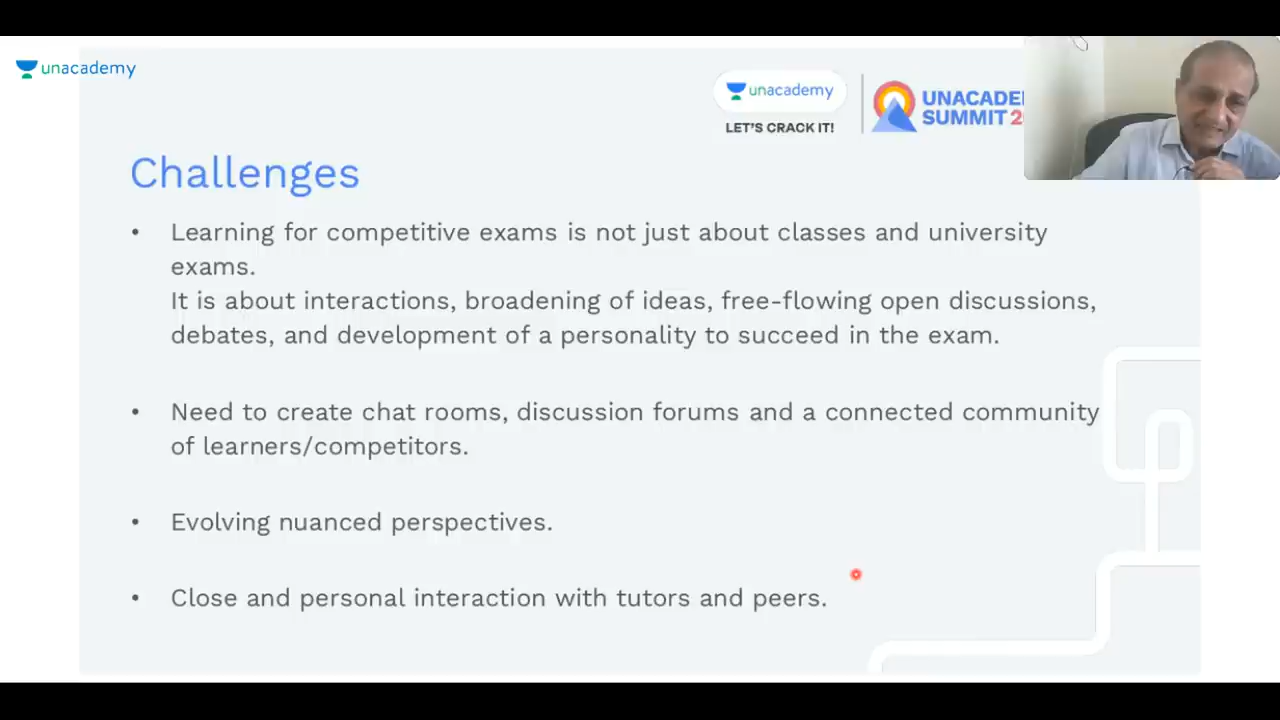 unacademy
unacademy
LET'S CRACK IT!
UNACADE
SUMMIT 2
Challenges
• Learning for competitive exams is not just about classes and university
exams.
It is about interactions, broadening of ideas, free-flowing open discussions,
debates, and development of a personality to succeed in the exam.
• Need to create chat rooms, discussion forums and a connected community
of learners/competitors.
• Evolving nuanced perspectives.
• Close and personal interaction with tutors and peers.